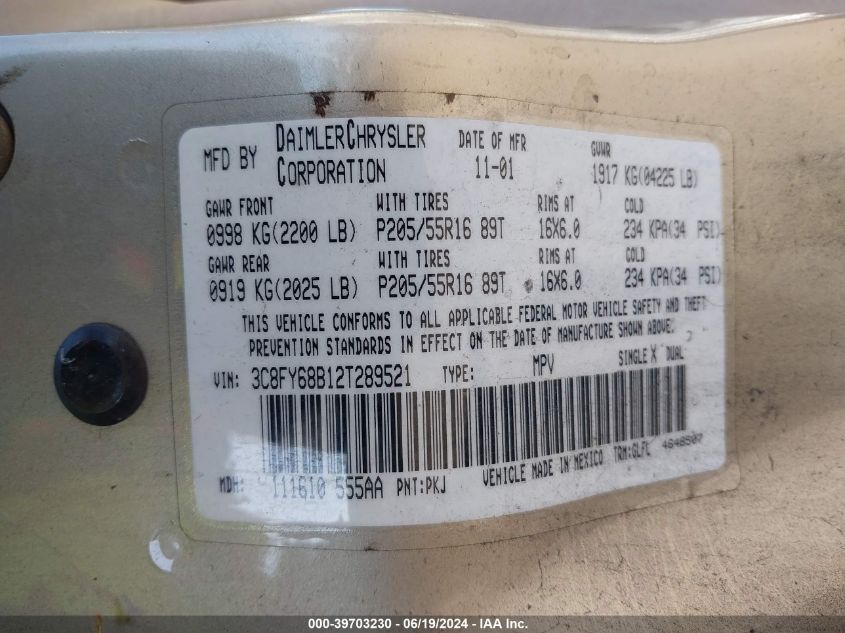 MFD BY DAIMLERCHRYSLER CORPORATION DATE OF MFR 11-01 GVWR 1917 KG(04225 LB)
GAWR FRONT WITH TIRES RIMS AT COLD
0998 KG(2200 LB) P205/55R16 89T 16X6.0 234 KPA(34 PSI)
GAWR REAR WITH TIRES RIMS AT COLD
0919 KG(2025 LB) P205/55R16 89T 16X6.0 234 KPA(34 PSI)
THIS VEHICLE CONFORMS TO ALL APPLICABLE FEDERAL MOTOR VEHICLE SAFETY AND THEFT
PREVENTION STANDARDS IN EFFECT ON THE DATE OF MANUFACTURE SHOWN ABOVE.
VIN: 3C8FY68B12T289521 TYPE: MPV SINGLE X DUAL
MDH: 111610 555AA PNT:PKJ VEHICLE MADE IN MEXICO TRM:GLFL 4648507
000-39703230 - 06/19/2024 - IAA Inc.